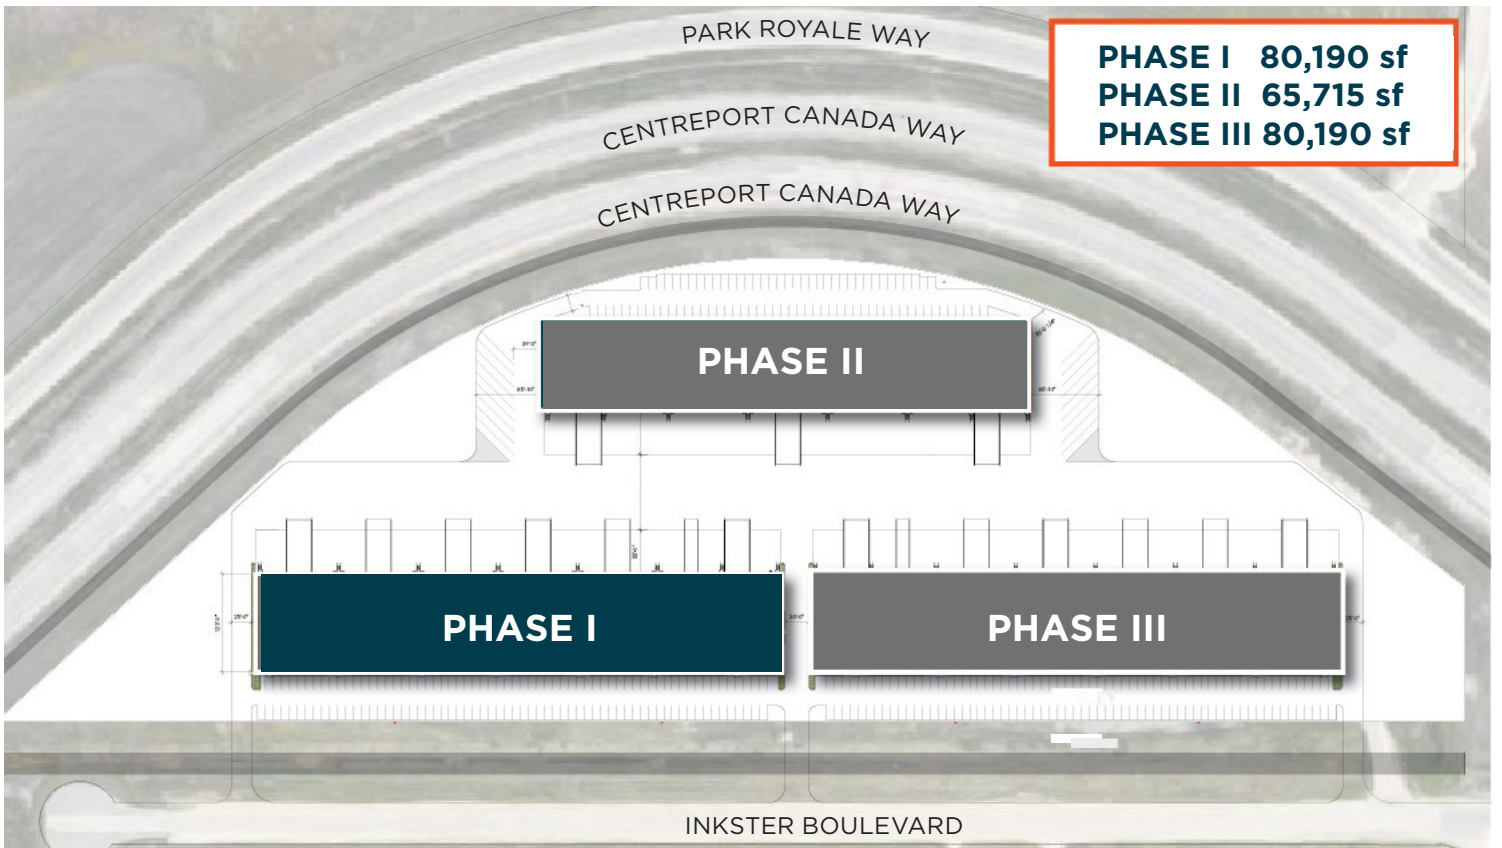 PARK ROYALE WAY
PHASE I 80,190 sf
PHASE II 65,715 sf
PHASE III 80,190 sf
CENTREPORT CANADA WAY
CENTREPORT CANADA WAY
PHASE II
PHASE I
PHASE III
INKSTER BOULEVARD